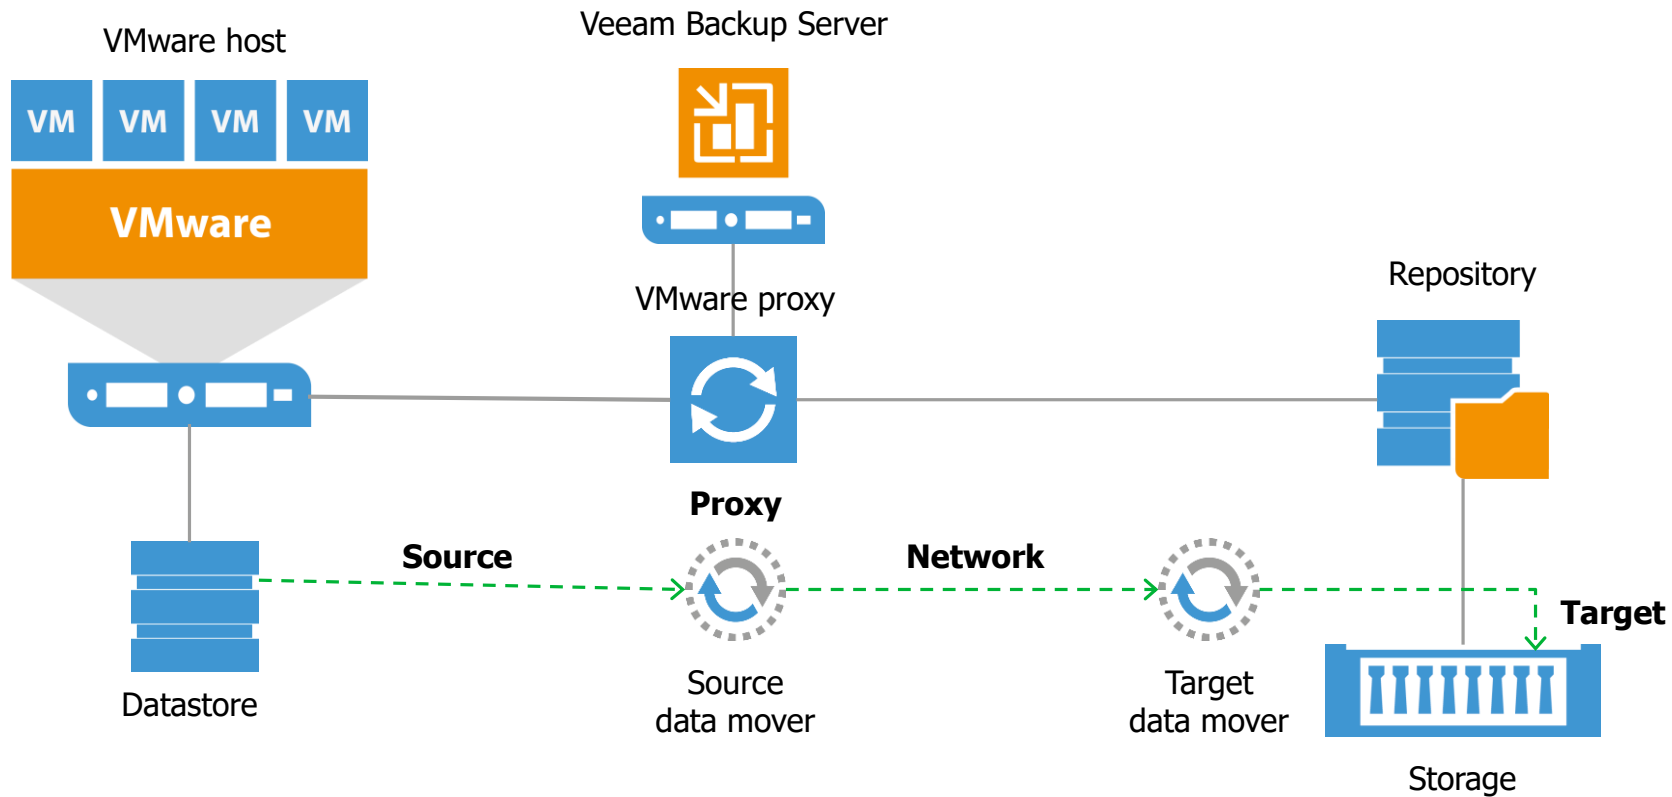 Veeam Backup Server
VMware host
VM VM VM VM
VMware
VMware proxy
Repository
Proxy
Source
Network
Target
Datastore
Source
data mover
Target
data mover
Storage